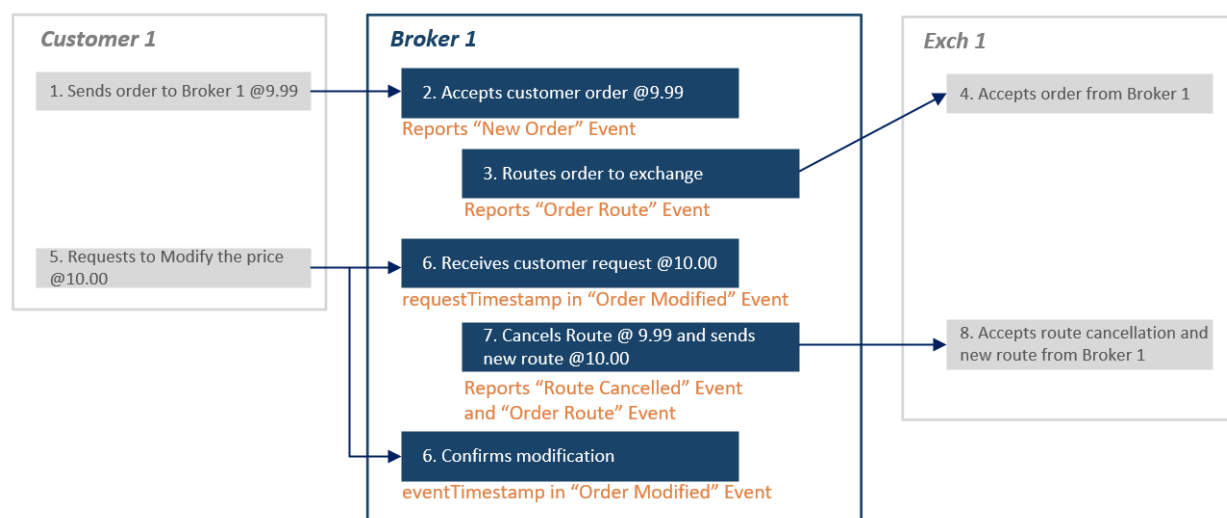 Customer 1
1. Sends order to Broker 1 @9.99
5. Requests to Modify the price
@10.00
Broker 1
2. Accepts customer order @9.99
Reports “New Order” Event
3. Routes order to exchange
Reports “Order Route” Event
6. Receives customer request @10.00
requestTimestamp in “Order Modified” Event
7. Cancels Route @ 9.99 and sends
new route @10.00
Reports “Route Cancelled” Event
and “Order Route” Event
6. Confirms modification
eventTimestamp in “Order Modified” Event
Exch 1
4. Accepts order from Broker 1
8. Accepts route cancellation and
new route from Broker 1